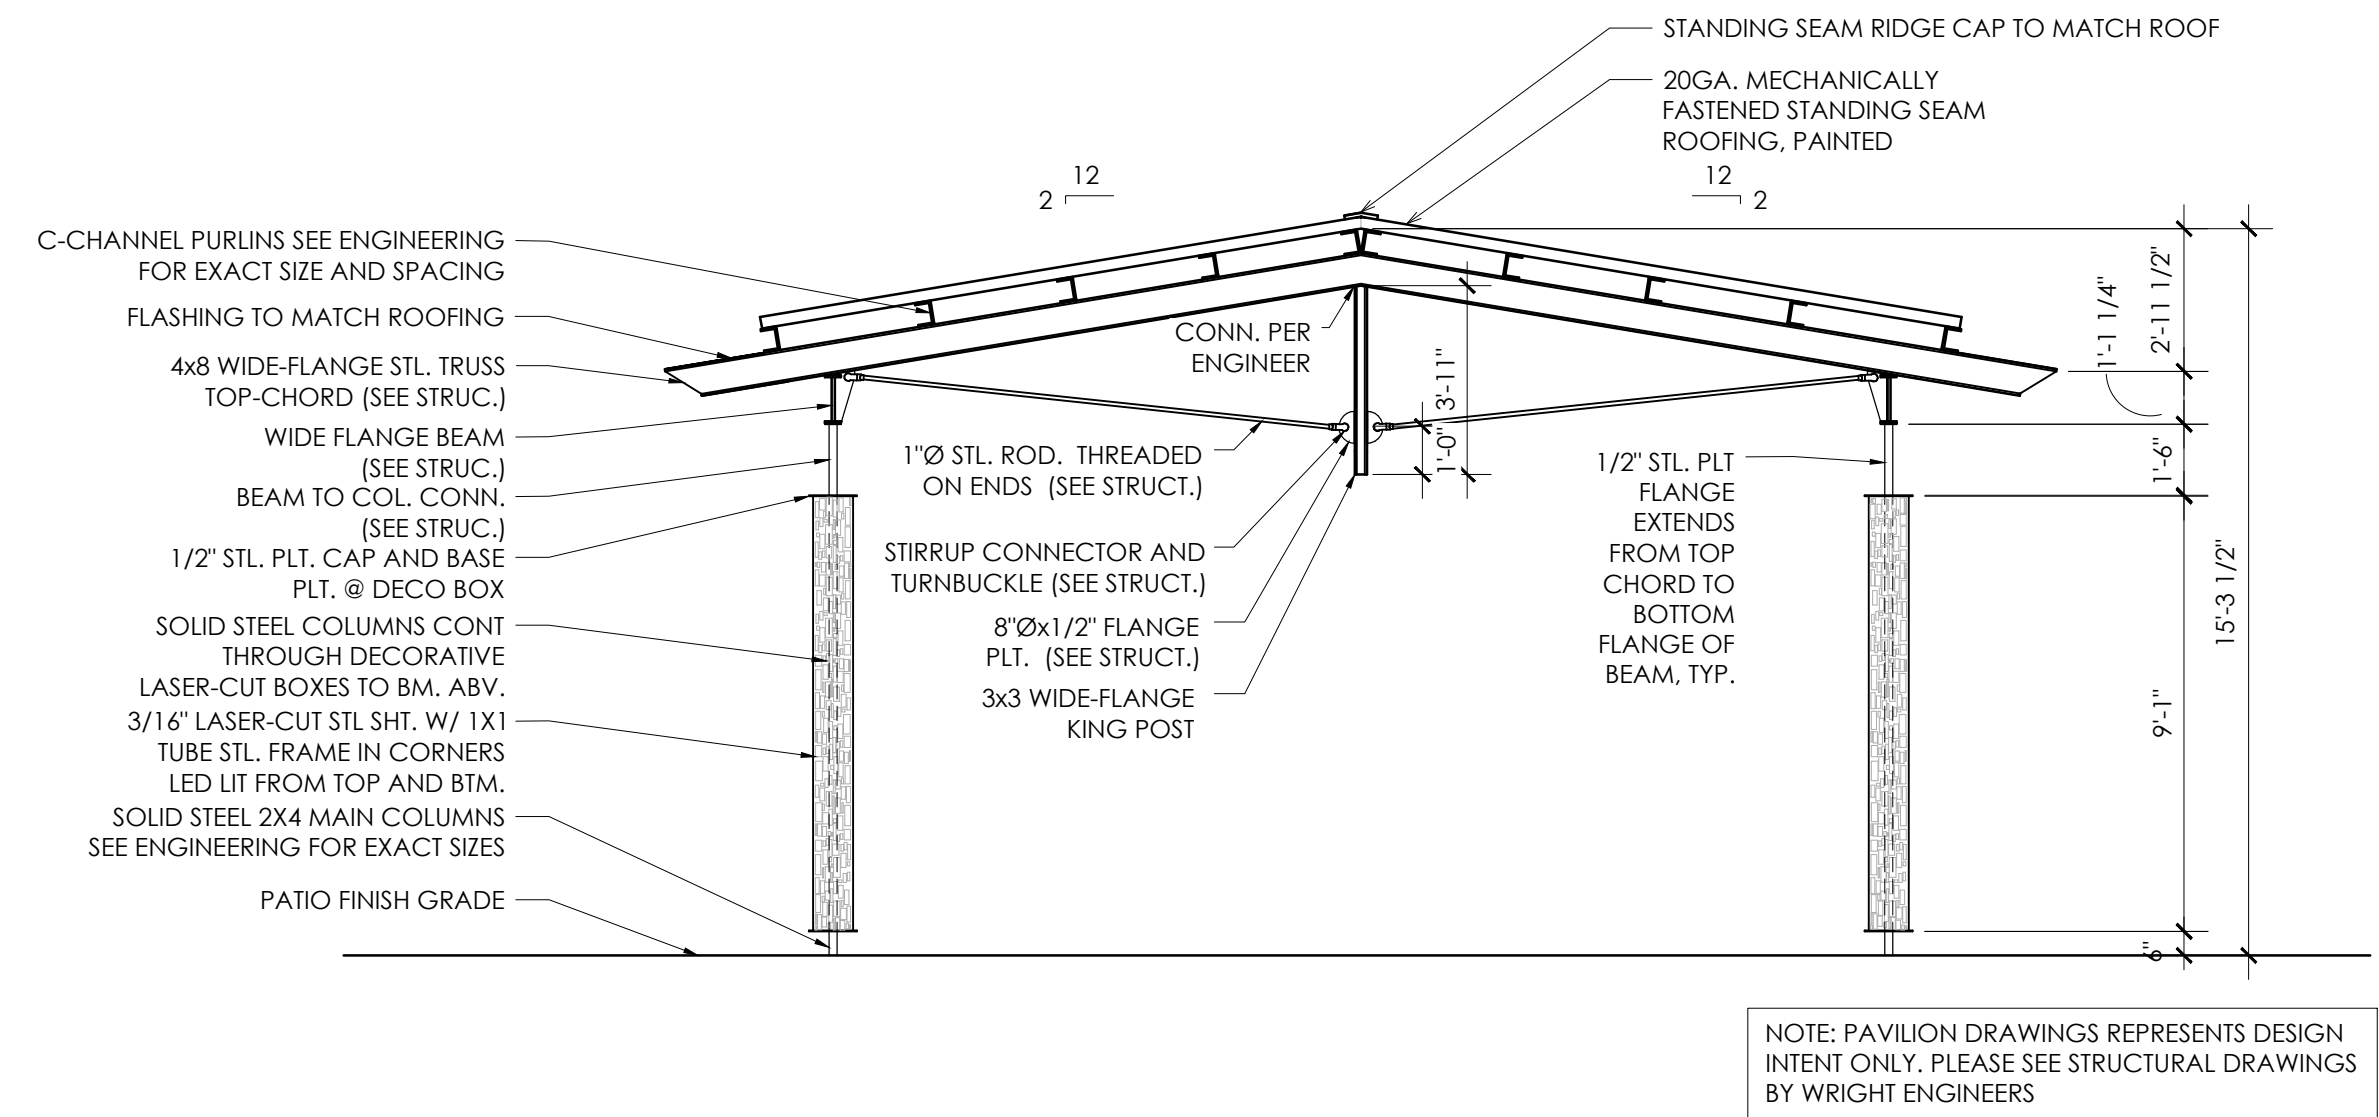 STANDING SEAM RIDGE CAP TO MATCH ROOF
20GA. MECHANICALLY
FASTENED STANDING SEAM
ROOFING, PAINTED
12
2
12
2
C-CHANNEL PURLINS SEE ENGINEERING
FOR EXACT SIZE AND SPACING
FLASHING TO MATCH ROOFING
4x8 WIDE-FLANGE STL. TRUSS
TOP-CHORD (SEE STRUC.)
WIDE FLANGE BEAM
(SEE STRUC.)
BEAM TO COL. CONN.
(SEE STRUC.)
1/2" STL. PLT. CAP AND BASE
PLT. @ DECO BOX
SOLID STEEL COLUMNS CONT
THROUGH DECORATIVE
LASER-CUT BOXES TO BM. ABV.
3/16" LASER-CUT STL SHT. W/ 1X1
TUBE STL. FRAME IN CORNERS
LED LIT FROM TOP AND BTM.
SOLID STEEL 2X4 MAIN COLUMNS
SEE ENGINEERING FOR EXACT SIZES
PATIO FINISH GRADE
CONN. PER
ENGINEER
1"Ø STL. ROD. THREADED
ON ENDS (SEE STRUCT.)
STIRRUP CONNECTOR AND
TURNBUCKLE (SEE STRUCT.)
8"Øx1/2" FLANGE
PLT. (SEE STRUCT.)
3x3 WIDE-FLANGE
KING POST
1'-0"
3'-11"
1/2" STL. PLT
FLANGE
EXTENDS
FROM TOP
CHORD TO
BOTTOM
FLANGE OF
BEAM, TYP.
1'-1 1/4"
2'-11 1/2"
1'-6"
9'-1"
6"
15'-3 1/2"
NOTE: PAVILION DRAWINGS REPRESENTS DESIGN
INTENT ONLY. PLEASE SEE STRUCTURAL DRAWINGS
BY WRIGHT ENGINEERS